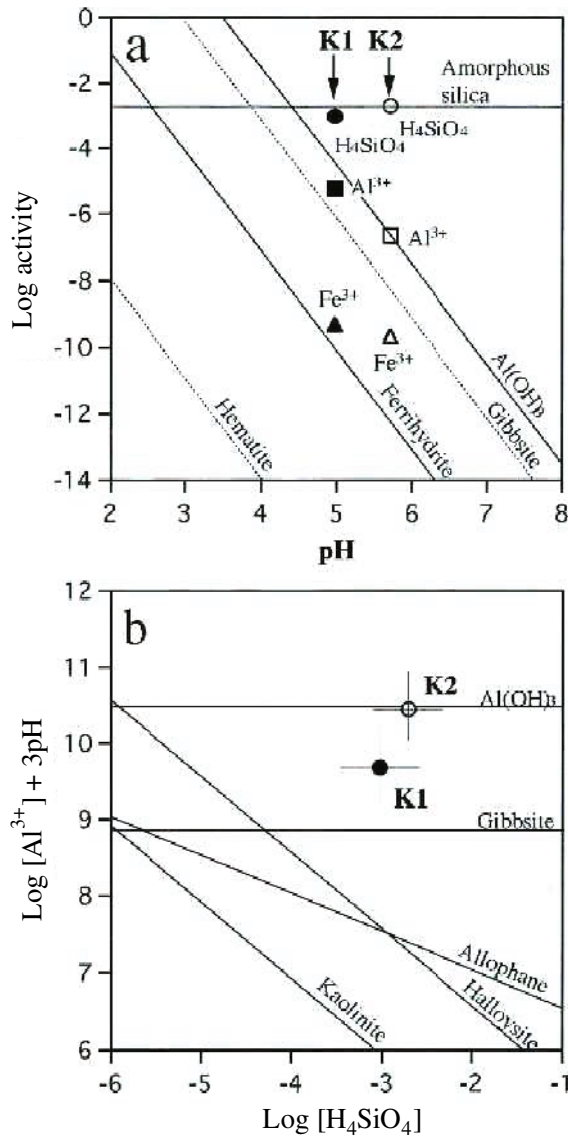 a
K1 K2
Amorphous
silica
H₄SiO₄
H₄SiO₄
Al³⁺
Al³⁺
Fe³⁺
Fe³⁺
Hematite
Ferrihydrite
Gibbsite
Al(OH)₃
Log activity
0
-2
-4
-6
-8
-10
-12
-14
2 3 4 5 6 7 8
pH
b
K2
Al(OH)₃
K1
Gibbsite
Allophane
Halloysite
Kaolinite
Log [Al³⁺] + 3pH
12
11
10
9
8
7
6
-6 -5 -4 -3 -2 -1
Log [H₄SiO₄]